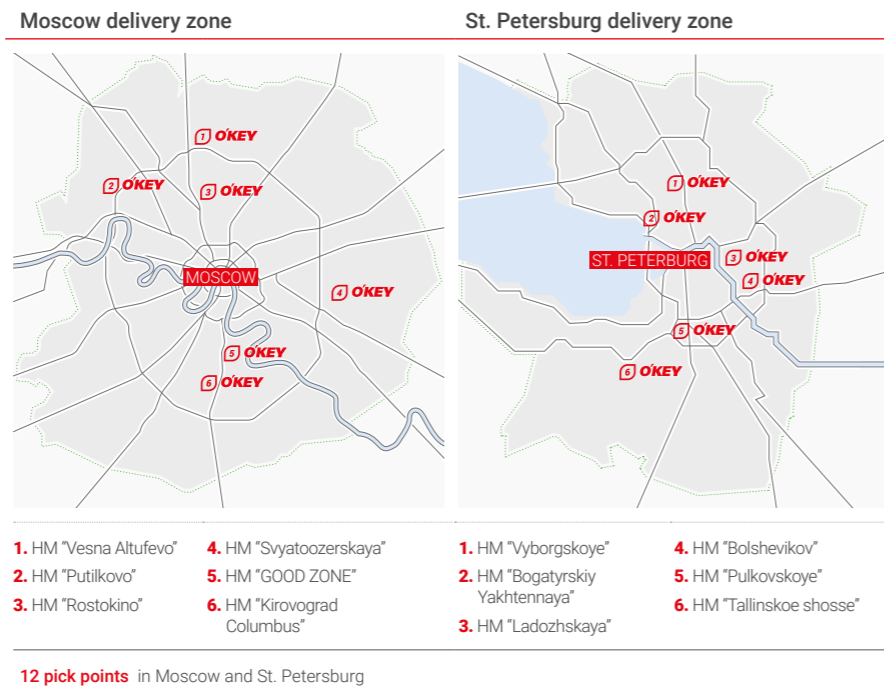 Moscow delivery zone
1 O'KEY
2 O'KEY
3 O'KEY
MOSCOW
4 O'KEY
5 O'KEY
6 O'KEY
1. HM “Vesna Altufevo”
2. HM “Putilkovo”
3. HM “Rostokino”
4. HM “Svyatoozerskaya”
5. HM “GOOD ZONE”
6. HM “Kirovograd
Columbus”
St. Petersburg delivery zone
1 O'KEY
2 O'KEY
ST. PETERBURG
3 O'KEY
4 O'KEY
5 O'KEY
6 O'KEY
1. HM “Vyborgskoye”
2. HM “Bogatyrskiy
Yakhtennaya”
3. HM “Ladozhskaya”
4. HM “Bolshevikov”
5. HM “Pulkovskoye”
6. HM “Tallinskoe shosse”
12 pick points in Moscow and St. Petersburg